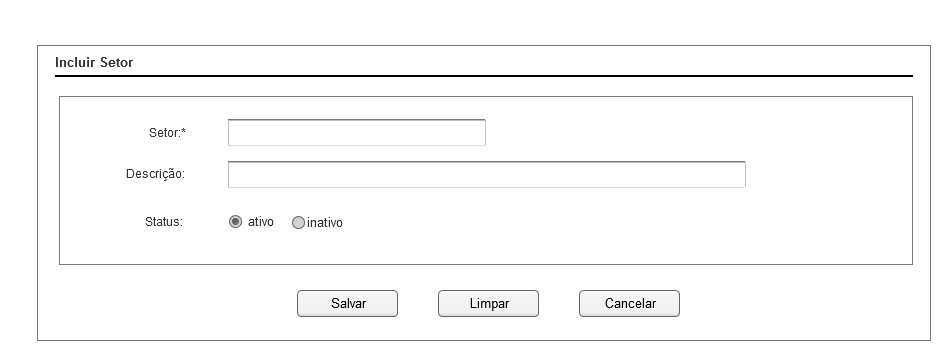 Incluir Setor
Setor:*
Descrição:
Status: ativo inativo
Salvar Limpar Cancelar